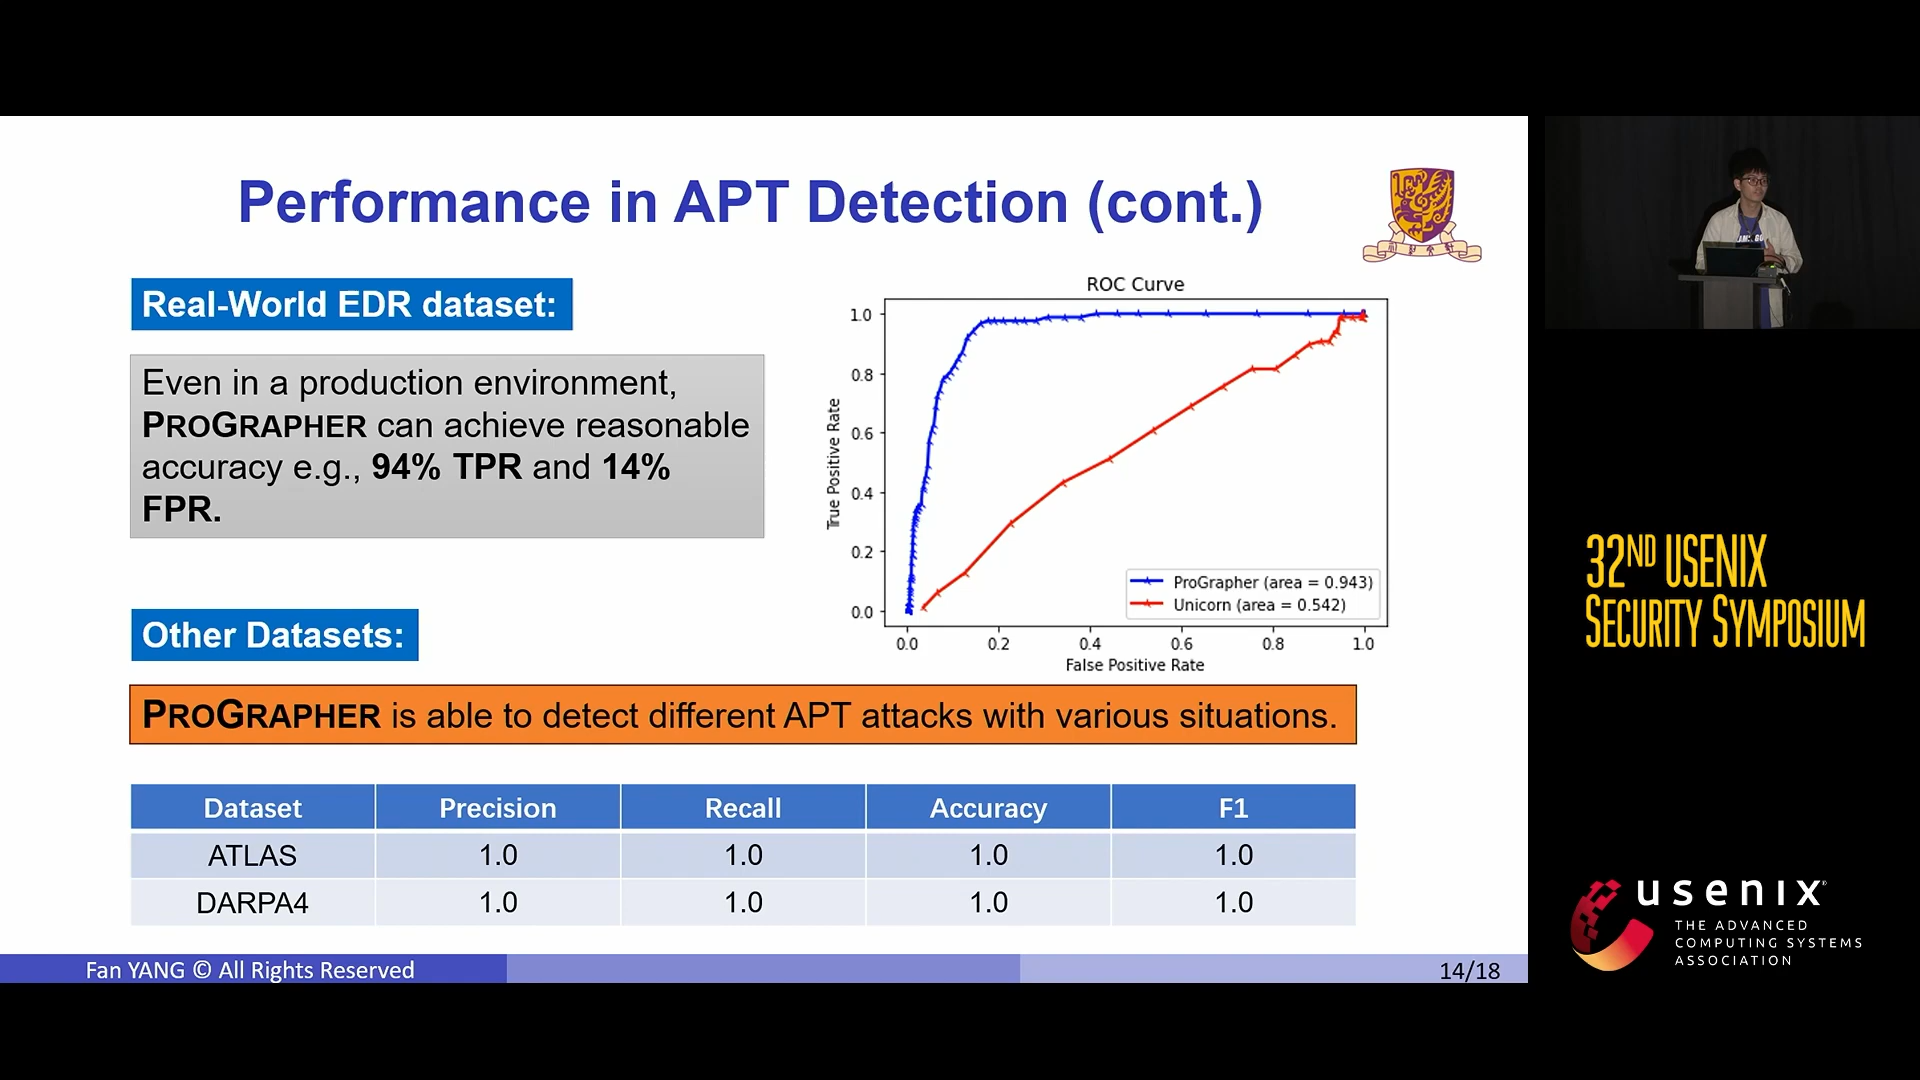 Performance in APT Detection (cont.)
Real-World EDR dataset:
Even in a production environment,
PROGRAPHER can achieve reasonable
accuracy e.g., 94% TPR and 14%
FPR.
ROC Curve
True Positive Rate
1.0
0.8
0.6
0.4
0.2
0.0
ProGrapher (area = 0.943)
Unicorn (area = 0.542)
0.0 0.2 0.4 0.6 0.8 1.0
False Positive Rate
Other Datasets:
PROGRAPHER is able to detect different APT attacks with various situations.
Dataset Precision Recall Accuracy F1
ATLAS 1.0 1.0 1.0 1.0
DARPA4 1.0 1.0 1.0 1.0
Fan YANG © All Rights Reserved
14/18
32ND USENIX
SECURITY SYMPOSIUM
usenix®
THE ADVANCED
COMPUTING SYSTEMS
ASSOCIATION